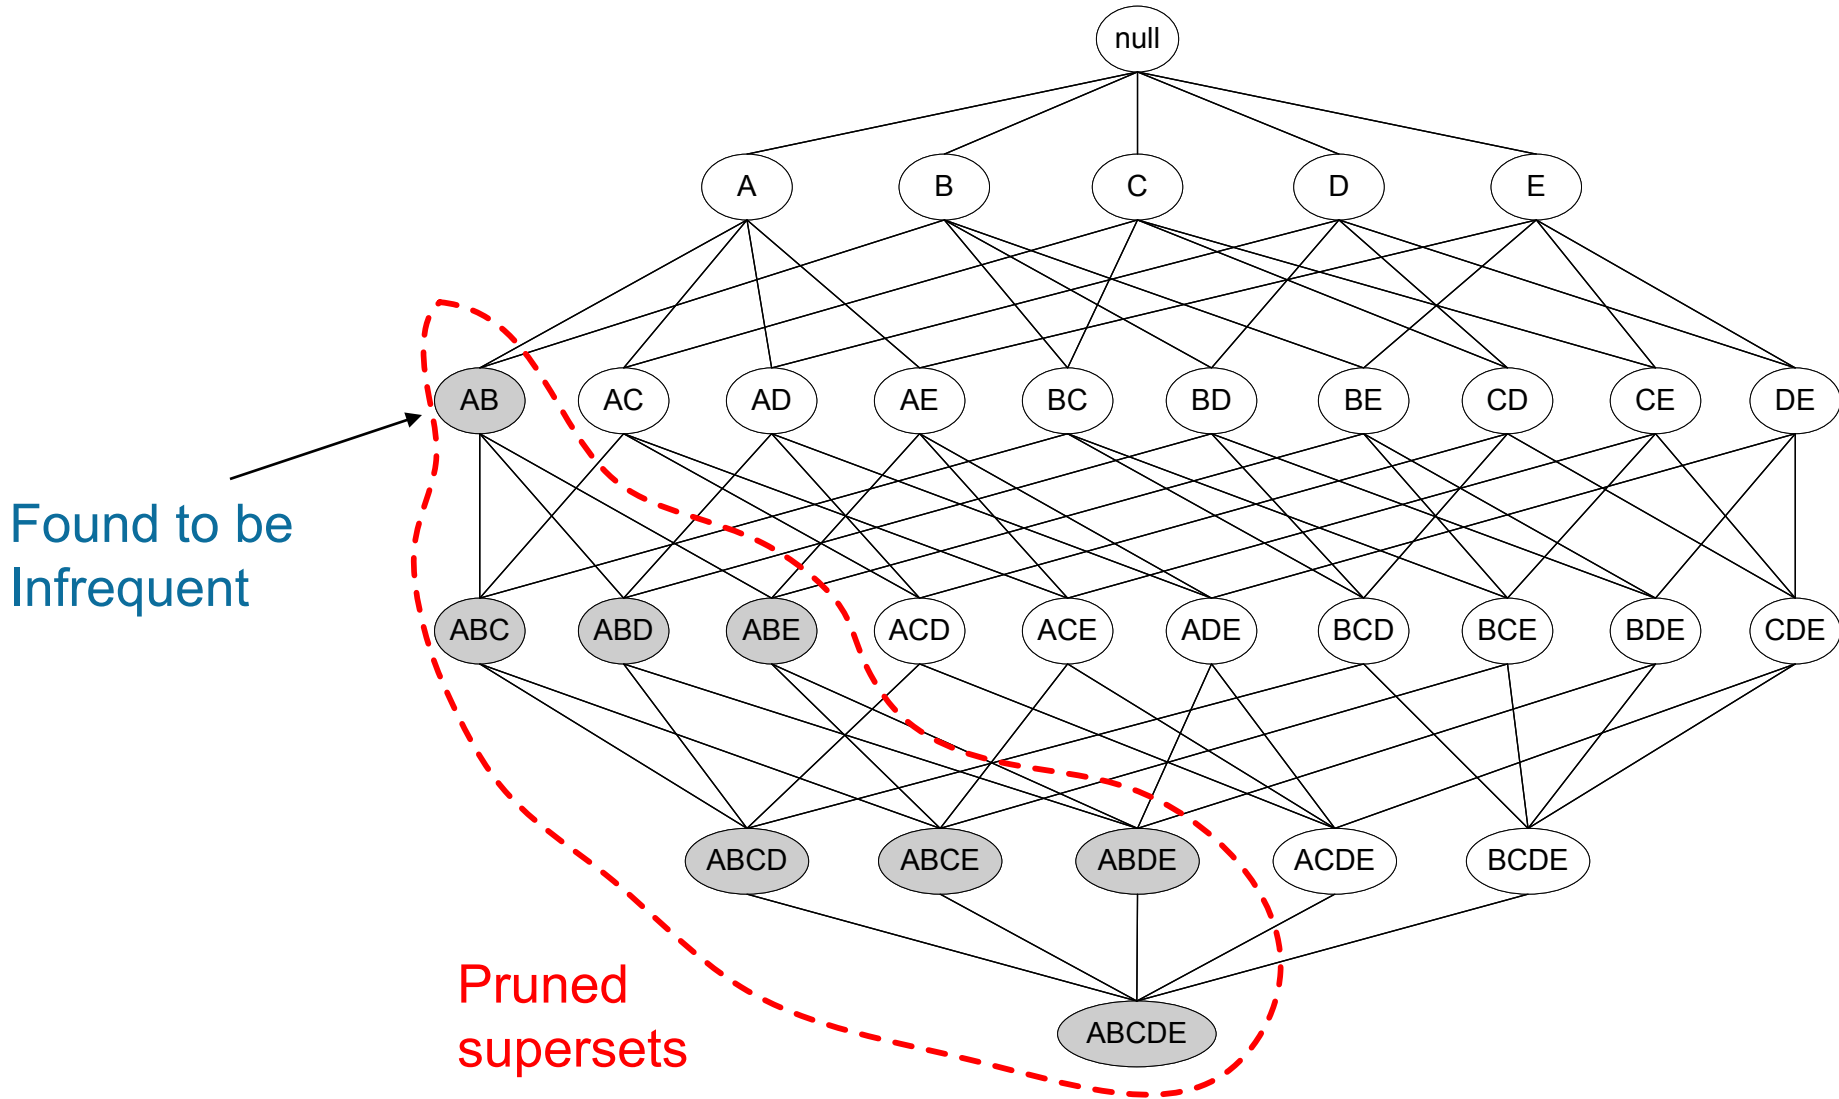 null
A B C D E
AB AC AD AE BC BD BE CD CE DE
Found to be
Infrequent
ABC ABD ABE ACD ACE ADE BCD BCE BDE CDE
ABCD ABCE ABDE ACDE BCDE
Pruned
supersets
ABCDE